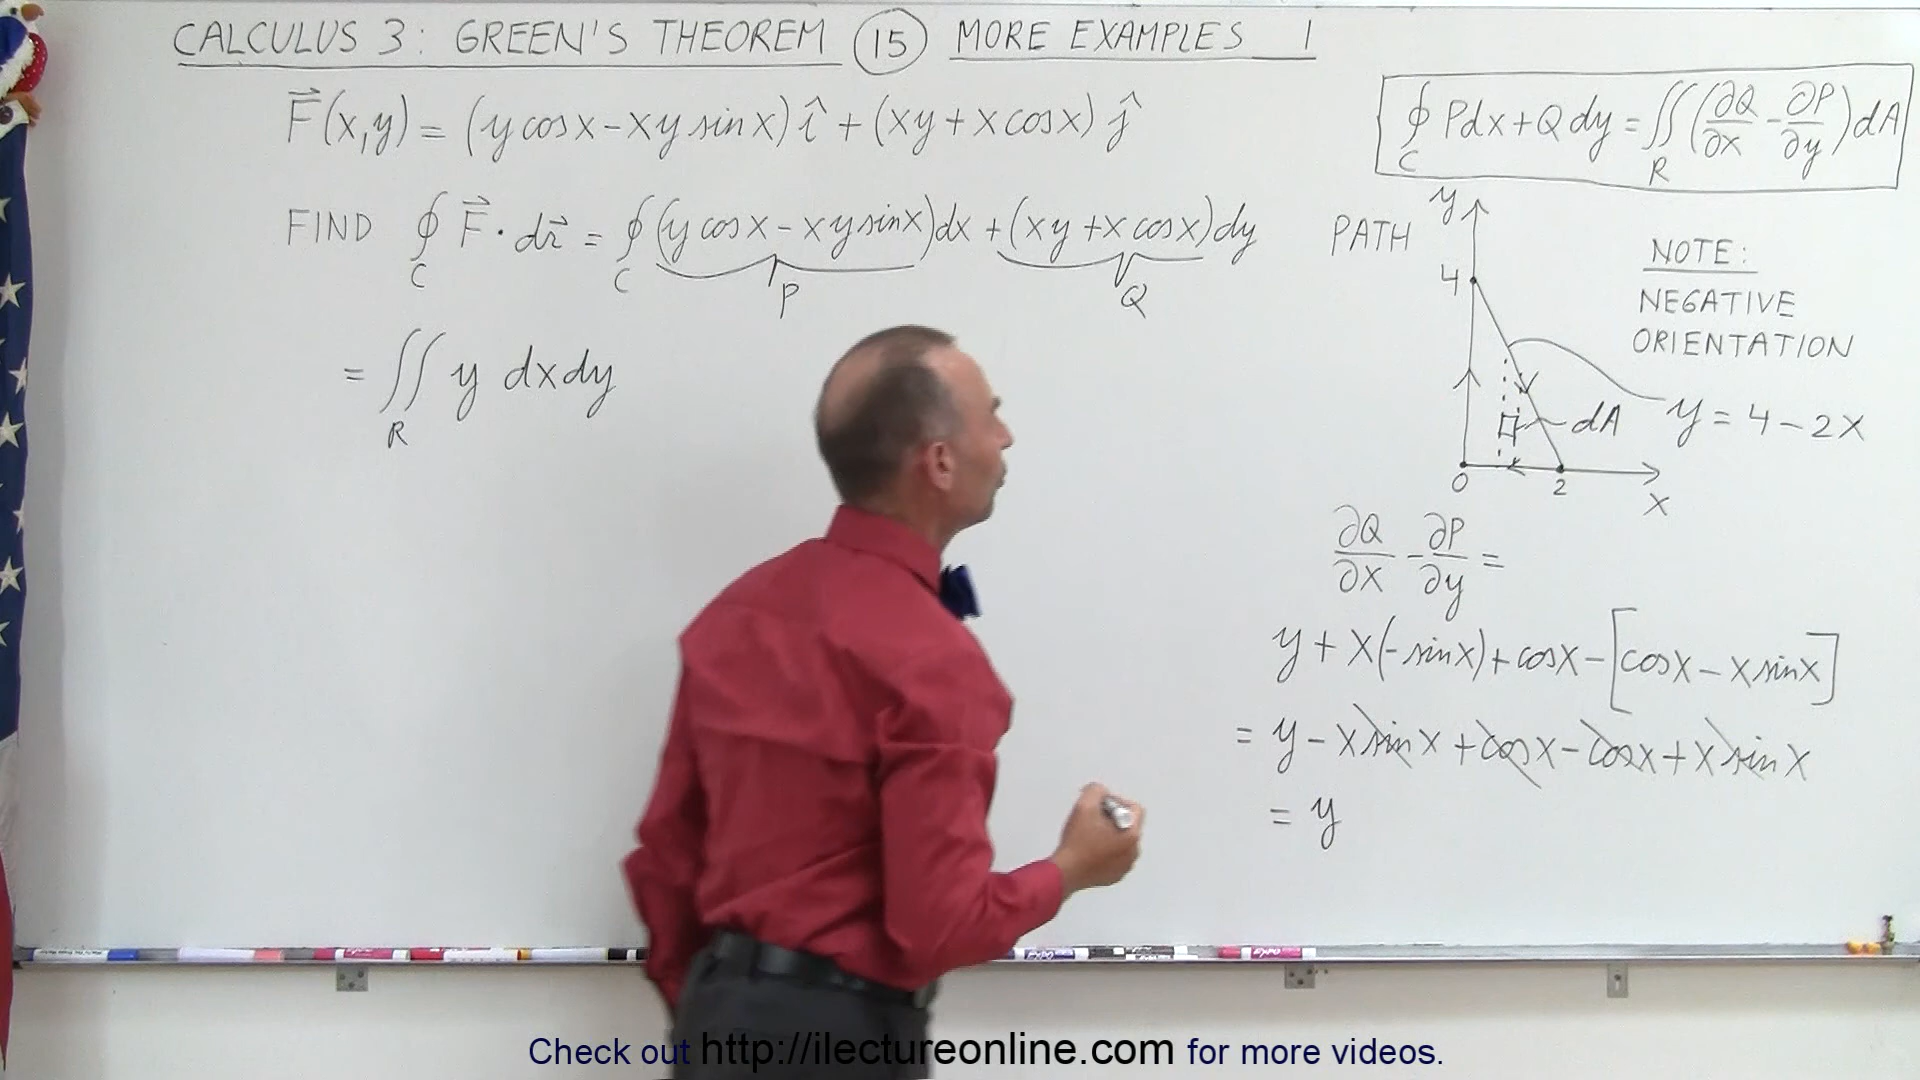 CALCULUS 3: GREEN'S THEOREM (15) MORE EXAMPLES 1
F⃗(x,y) = (y cos x - xy sin x) î + (xy + x cos x) ĵ
∮_C Pdx + Qdy = ∬_R (∂Q/∂x - ∂P/∂y) dA
FIND ∮_C F⃗ · dr⃗ = ∮_C (y cos x - xy sin x)dx + (xy + x cos x)dy
P Q
= ∬_R y dx dy
PATH
y
4
0
2
x
dA
y = 4 - 2x
NOTE:
NEGATIVE
ORIENTATION
∂Q/∂x - ∂P/∂y =
y + x(-sin x) + cos x - [cos x - x sin x]
= y - x sin x + cos x - cos x + x sin x
= y
Check out http://ilectureonline.com for more videos.